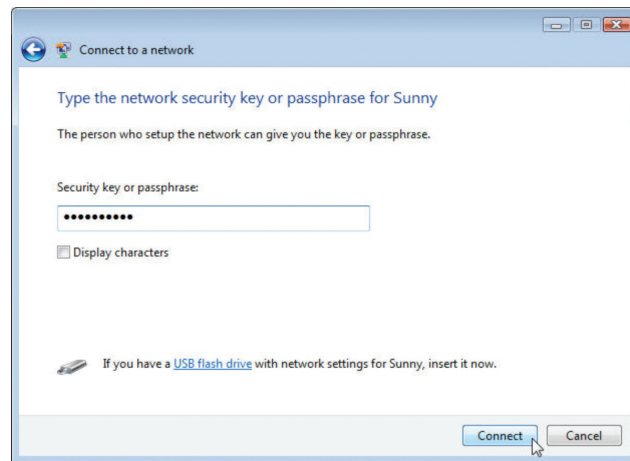 Connect to a network
Type the network security key or passphrase for Sunny
The person who setup the network can give you the key or passphrase.
Security key or passphrase:
••••••••••
Display characters
If you have a USB flash drive with network settings for Sunny, insert it now.
Connect Cancel